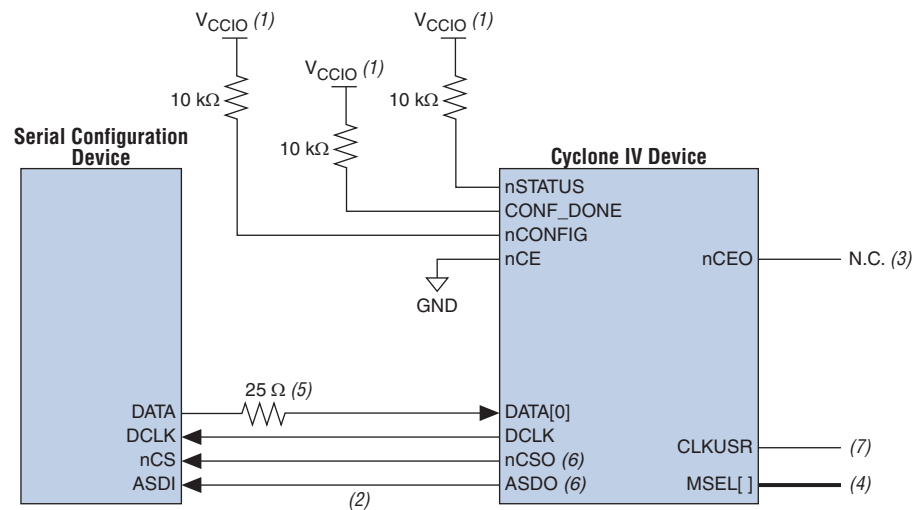 VCCIO (1)
VCCIO (1)
VCCIO (1)
10 kΩ
10 kΩ
10 kΩ
Serial Configuration
Device
Cyclone IV Device
nSTATUS
CONF_DONE
nCONFIG
nCE
nCEO
N.C. (3)
GND
25 Ω (5)
DATA
DATA[0]
DCLK
DCLK
CLKUSR
(7)
nCS
nCSO (6)
ASDI
(2)
ASDO (6)
MSEL[ ]
(4)